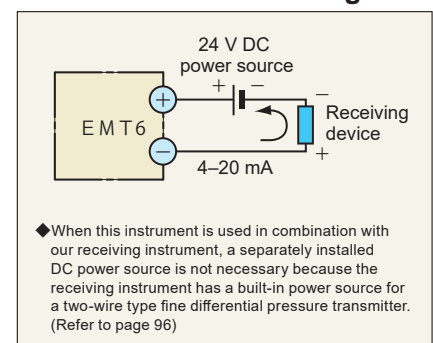 24 V DC
power source
+ −
+
−
EMT6
Receiving
device
−
+
4–20 mA
◆When this instrument is used in combination with
our receiving instrument, a separately installed
DC power source is not necessary because the
receiving instrument has a built-in power source for
a two-wire type fine differential pressure transmitter.
(Refer to page 96)